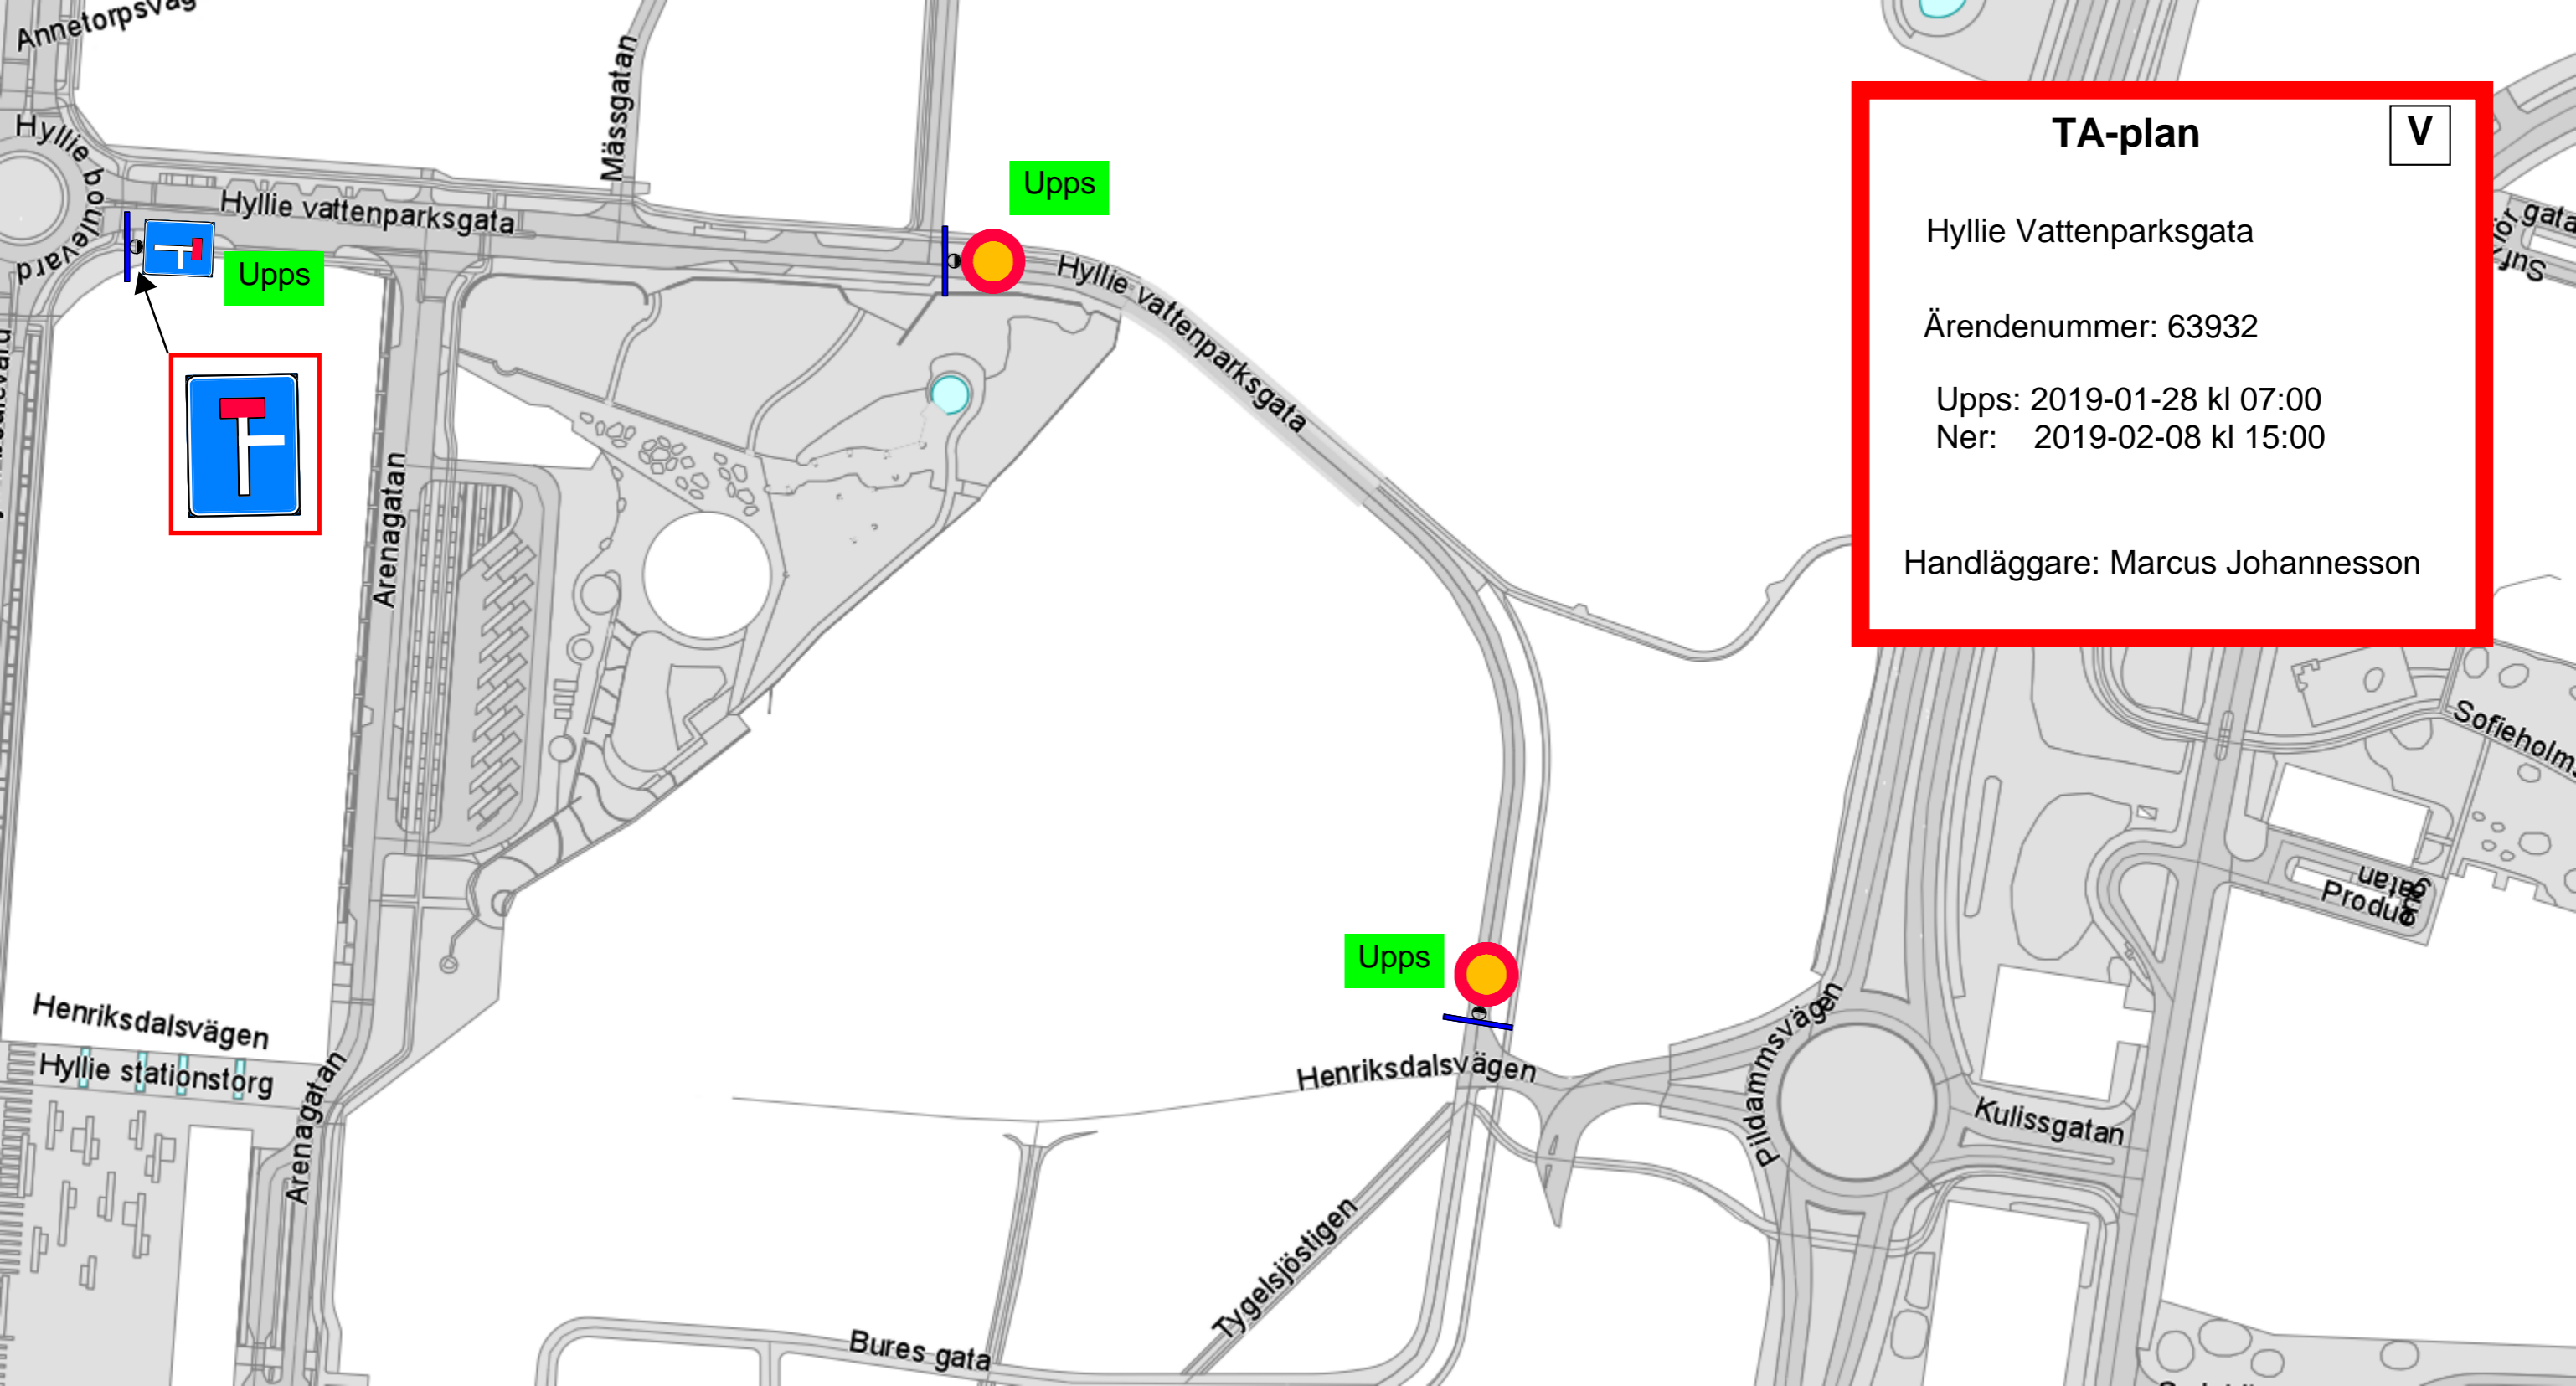 Annetorpsväg
Mässgatan
Hyllie boulevard
Hyllie vattenparksgata
Upps
Upps
Hyllie vattenparksgata
TA-plan
V
Hyllie Vattenparksgata
Ärendenummer: 63932
Upps: 2019-01-28 kl 07:00
Ner: 2019-02-08 kl 15:00
Handläggare: Marcus Johannesson
gata
Arenagatan
Sofieholms
Upps
Henriksdalsvägen
Hyllie stationstorg
Arenagatan
Henriksdalsvägen
Pildammsvägen
Kulissgatan
Tygelsjöstigen
Bures gata